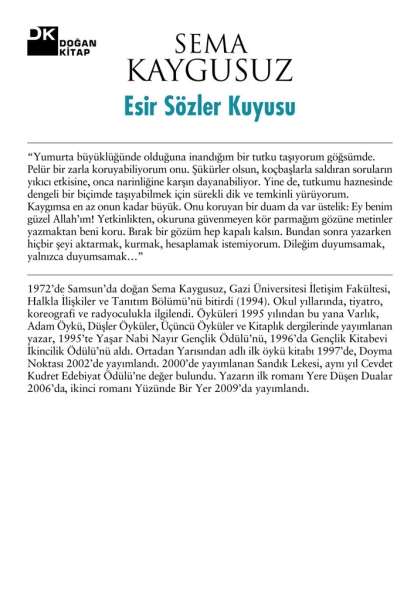 DK
DOĞAN
KİTAP
SEMA
KAYGUSUZ
Esir Sözler Kuyusu
“Yumurta büyüklüğünde olduğuna inandığım bir tutku taşıyorum göğsümde.
Pelür bir zarla koruyabiliyorum onu. Şükürler olsun, koçbaşlarla saldıran soruların
yıkıcı etkisine, onca narinliğine karşın dayanabiliyor. Yine de, tutkumu haznesinde
dengeli bir biçimde taşıyabilmek için sürekli dik ve temkinli yürüyorum.
Kaygımsa en az onun kadar büyük. Onu koruyan bir duam da var üstelik: Ey benim
güzel Allah’ım! Yetkinlikten, okuruna güvenmeyen kör parmağım gözüne metinler
yazmaktan beni koru. Bırak bir gözüm hep kapalı kalsın. Bundan sonra yazarken
hiçbir şeyi aktarmak, kurmak, hesaplamak istemiyorum. Dileğim duyumsamak,
yalnızca duyumsamak…”
1972’de Samsun’da doğan Sema Kaygusuz, Gazi Üniversitesi İletişim Fakültesi,
Halkla İlişkiler ve Tanıtım Bölümü’nü bitirdi (1994). Okul yıllarında, tiyatro,
koreografi ve radyoculukla ilgilendi. Öyküleri 1995 yılından bu yana Varlık,
Adam Öykü, Düşler Öyküler, Üçüncü Öyküler ve Kitaplık dergilerinde yayımlanan
yazar, 1995’te Yaşar Nabi Nayır Gençlik Ödülü’nü, 1996’da Gençlik Kitabevi
İkincilik Ödülü’nü aldı. Ortadan Yarısından adlı ilk öykü kitabı 1997’de, Doyma
Noktası 2002’de yayımlandı. 2000’de yayımlanan Sandık Lekesi, aynı yıl Cevdet
Kudret Edebiyat Ödülü’ne değer bulundu. Yazarın ilk romanı Yere Düşen Dualar
2006’da, ikinci romanı Yüzünde Bir Yer 2009’da yayımlandı.